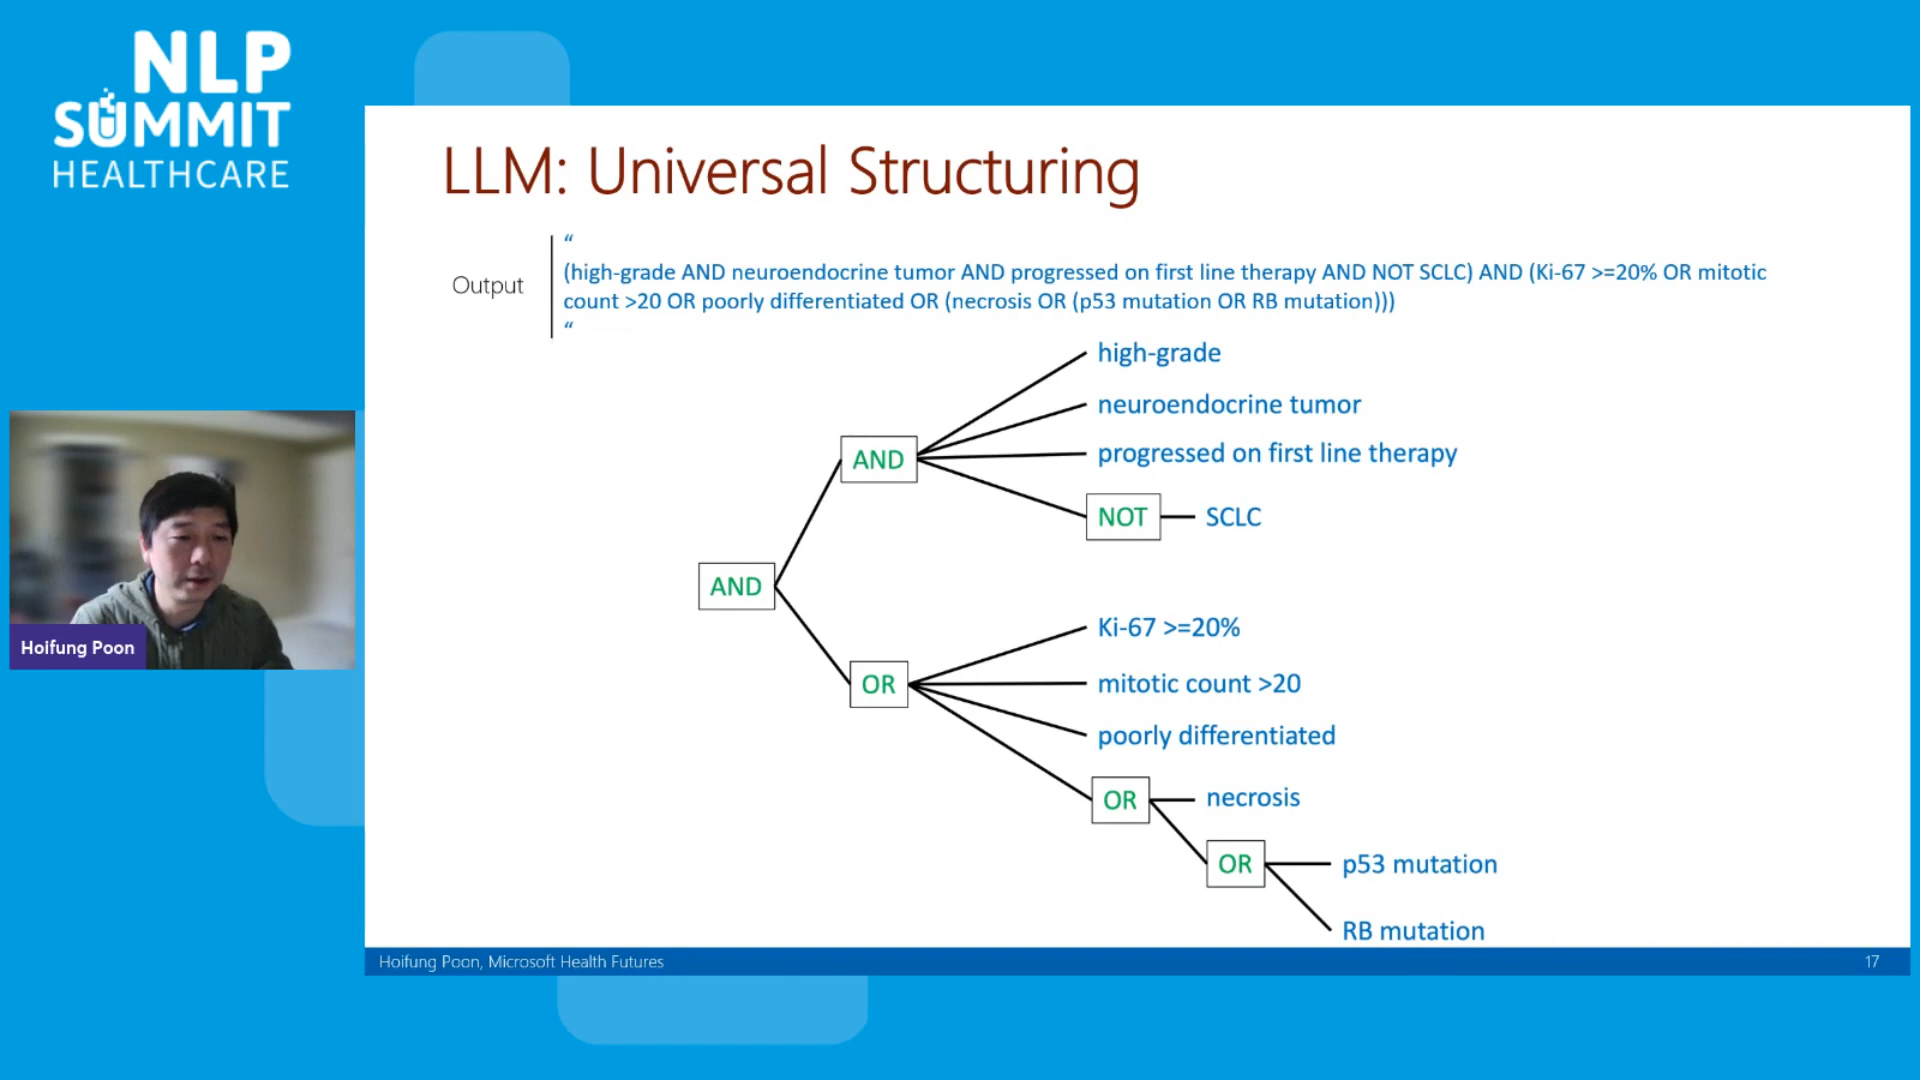 NLP
SUMMIT
HEALTHCARE
LLM: Universal Structuring
Output
“
(high-grade AND neuroendocrine tumor AND progressed on first line therapy AND NOT SCLC) AND (Ki-67 >=20% OR mitotic
count >20 OR poorly differentiated OR (necrosis OR (p53 mutation OR RB mutation)))
“
high-grade
neuroendocrine tumor
AND
progressed on first line therapy
NOT
SCLC
AND
Ki-67 >=20%
OR
mitotic count >20
poorly differentiated
OR
necrosis
OR
p53 mutation
RB mutation
Hoifung Poon
Hoifung Poon, Microsoft Health Futures
17